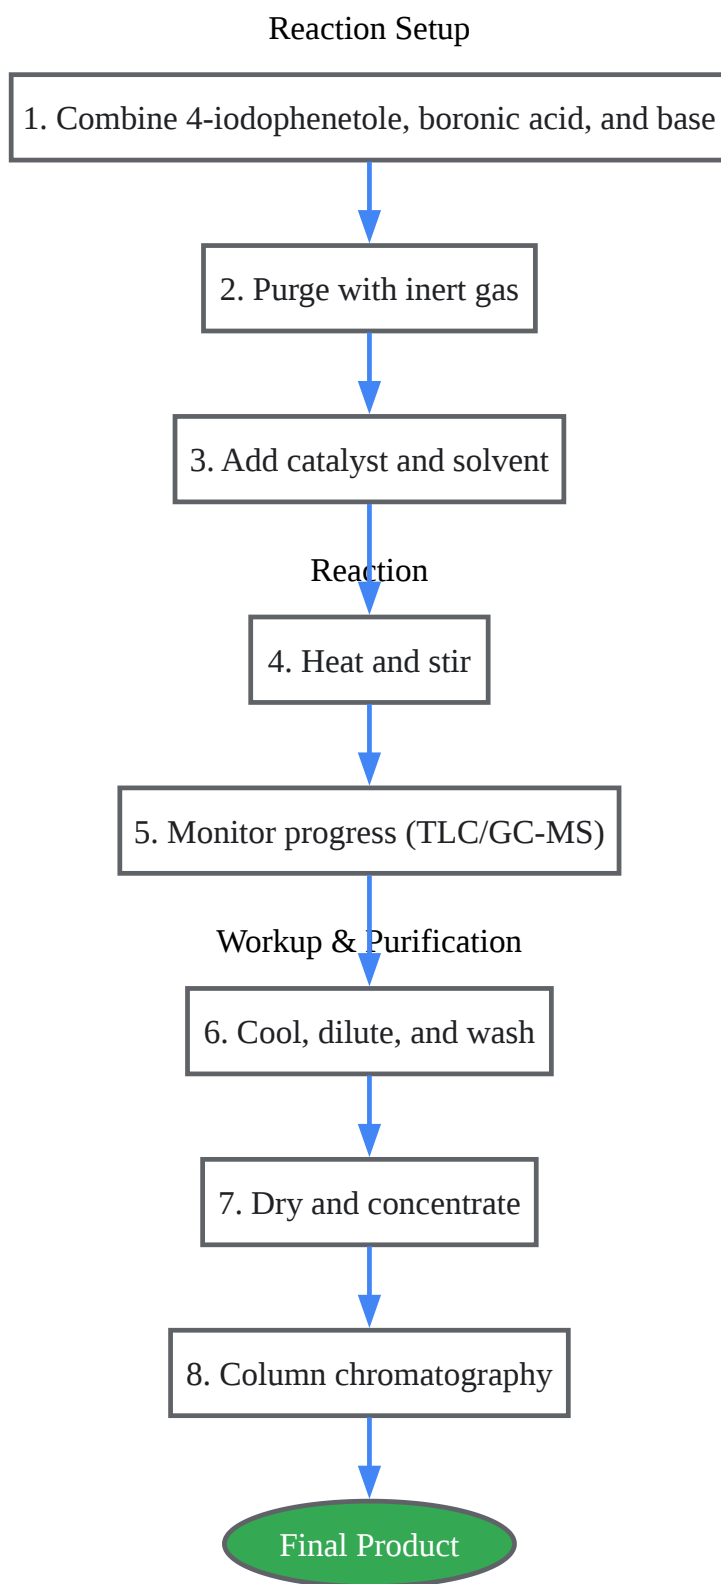 Reaction Setup
1. Combine 4-iodophenetole, boronic acid, and base
2. Purge with inert gas
3. Add catalyst and solvent
Reaction
4. Heat and stir
5. Monitor progress (TLC/GC-MS)
Workup & Purification
6. Cool, dilute, and wash
7. Dry and concentrate
8. Column chromatography
Final Product